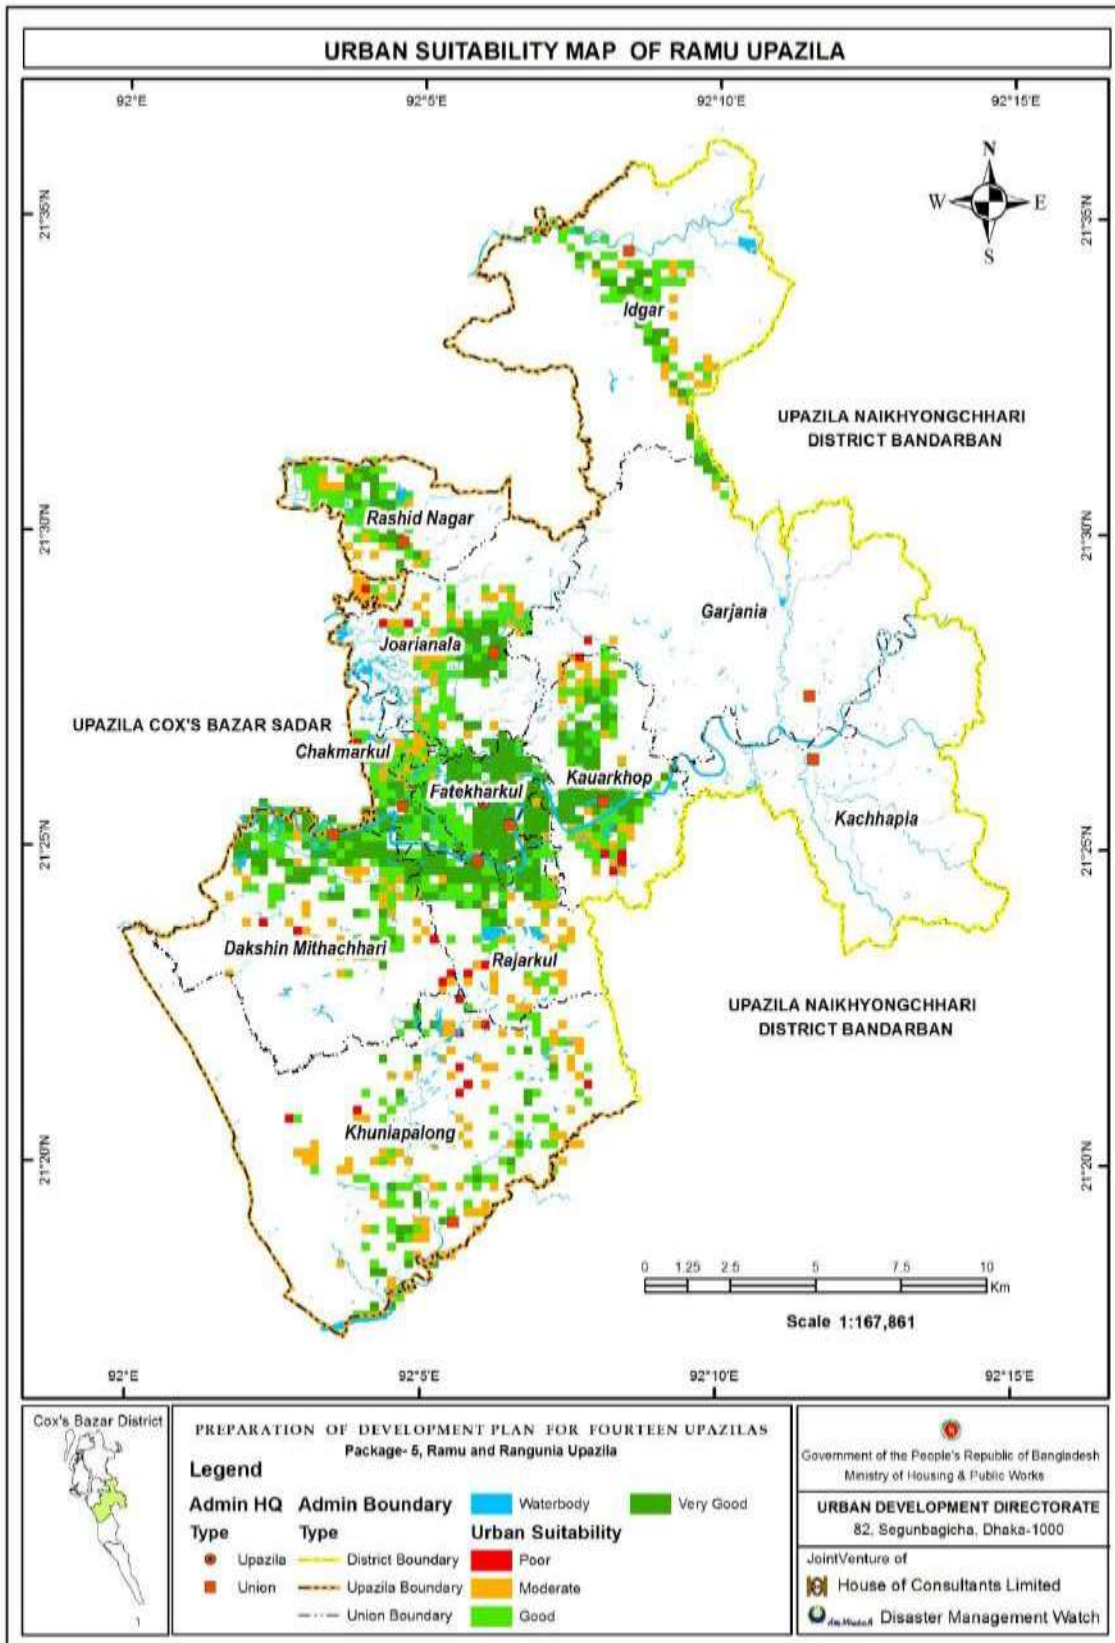 URBAN SUITABILITY MAP OF RAMU UPAZILA
92°E 92°5'E 92°10'E 92°15'E
N
W E
S
21°35'N 21°35'N
Idgar
UPAZILA NAIKHYONGCHHARI
DISTRICT BANDARBAN
Rashid Nagar
21°30'N 21°30'N
Garjania
Joarianala
UPAZILA COX'S BAZAR SADAR
Chakmarkul
Kauarkhop
Fatekharkul
Kachhapia
21°25'N 21°25'N
Dakshin Mithachhari
Rajarkul
UPAZILA NAIKHYONGCHHARI
DISTRICT BANDARBAN
Khuniapalong
21°20'N 21°20'N
0 1.25 2.5 5 7.5 10
Km
Scale 1:167,861
92°E 92°5'E 92°10'E 92°15'E
Cox's Bazar District
PREPARATION OF DEVELOPMENT PLAN FOR FOURTEEN UPAZILAS
Package- 5, Ramu and Rangunia Upazila
Legend
Admin HQ
Type
Upazila
Union
Admin Boundary
Type
District Boundary
Upazila Boundary
Union Boundary
Waterbody
Urban Suitability
Poor
Moderate
Good
Very Good
Government of the People's Republic of Bangladesh
Ministry of Housing & Public Works
URBAN DEVELOPMENT DIRECTORATE
82, Segunbagicha, Dhaka-1000
JointVenture of
House of Consultants Limited
Disaster Management Watch